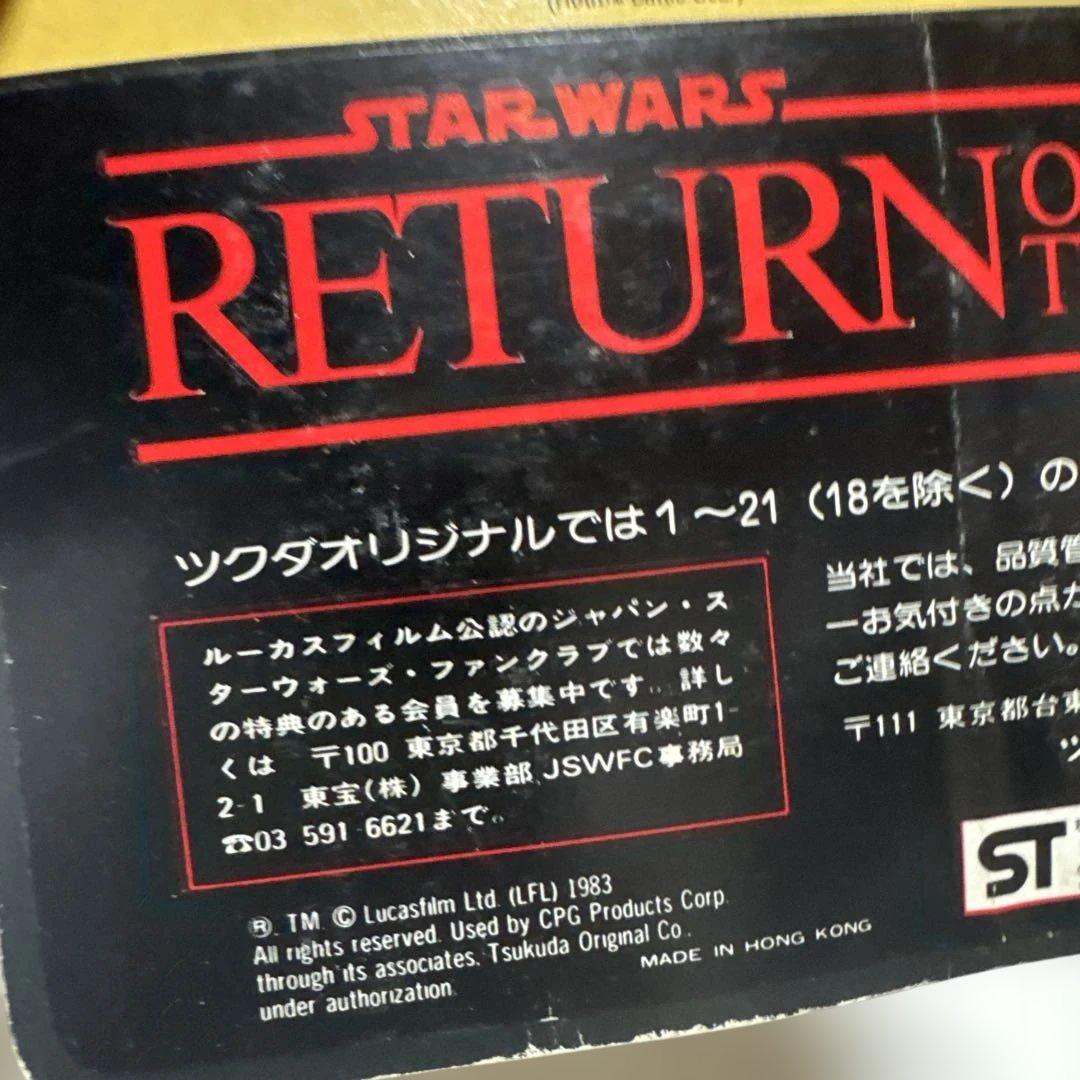 STAR WARS
RETURN O
T
ツクダオリジナルでは1〜21（18を除く）の
ルーカスフィルム公認のジャパン・ス
ターウォーズ・ファンクラブでは数々
の特典のある会員を募集中です。詳し
くは 〒100 東京都千代田区有楽町1-
2-1 東宝(株) 事業部 JSWFC事務局
☎03 591 6621まで。
当社では、品質管
一お気付きの点が
ご連絡ください。
〒111 東京都台東
ツ
ST
®. TM. © Lucasfilm Ltd. (LFL) 1983
All rights reserved. Used by CPG Products Corp.
through its associates. Tsukuda Original Co.
under authorization.
MADE IN HONG KONG